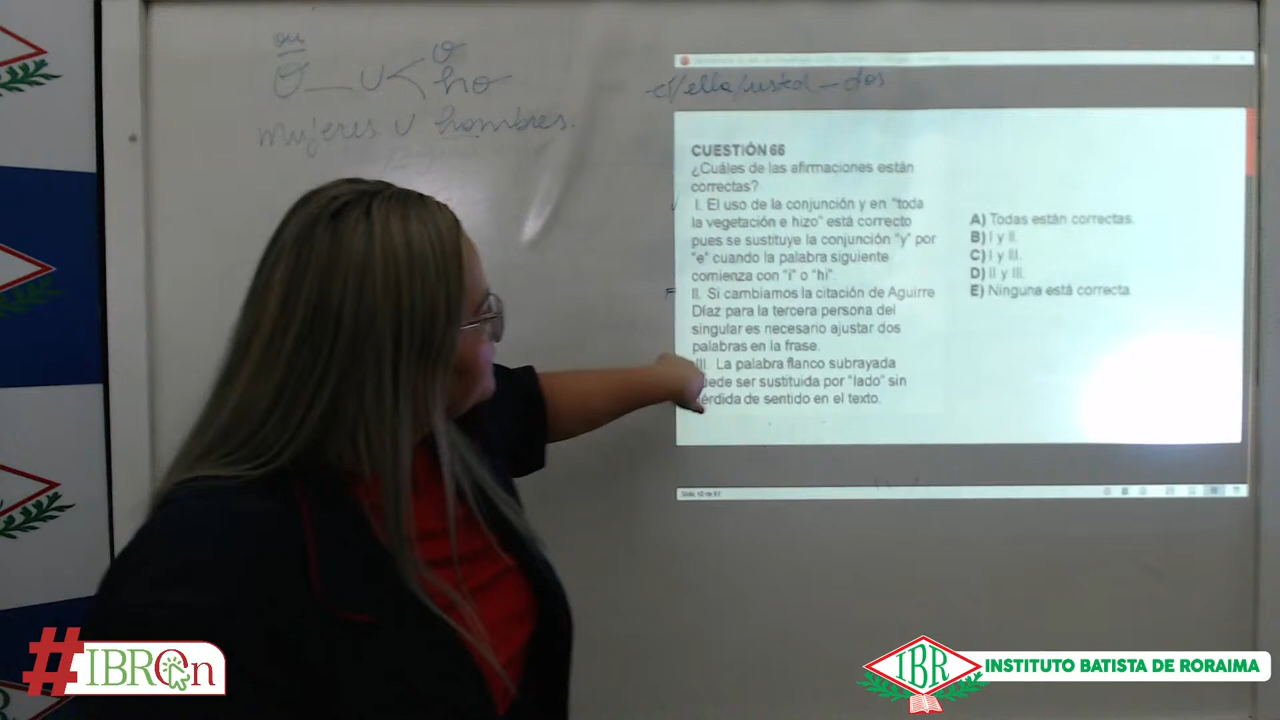 ou
O — u < o
ho
mujeres u hombres.
él/ella/usted – dos
CUESTIÓN 66
¿Cuáles de las afirmaciones están
correctas?
I. El uso de la conjunción y en "toda
la vegetación e hizo" está correcto
pues se sustituye la conjunción "y" por
"e" cuando la palabra siguiente
comienza con "i" o "hi".
II. Si cambiamos la citación de Aguirre
Díaz para la tercera persona del
singular es necesario ajustar dos
palabras en la frase.
III. La palabra flanco subrayada
uede ser sustituida por "lado" sin
érdida de sentido en el texto.
A) Todas están correctas.
B) I y II.
C) I y III.
D) II y III.
E) Ninguna está correcta.
#IBROn
IBR
INSTITUTO BATISTA DE RORAIMA